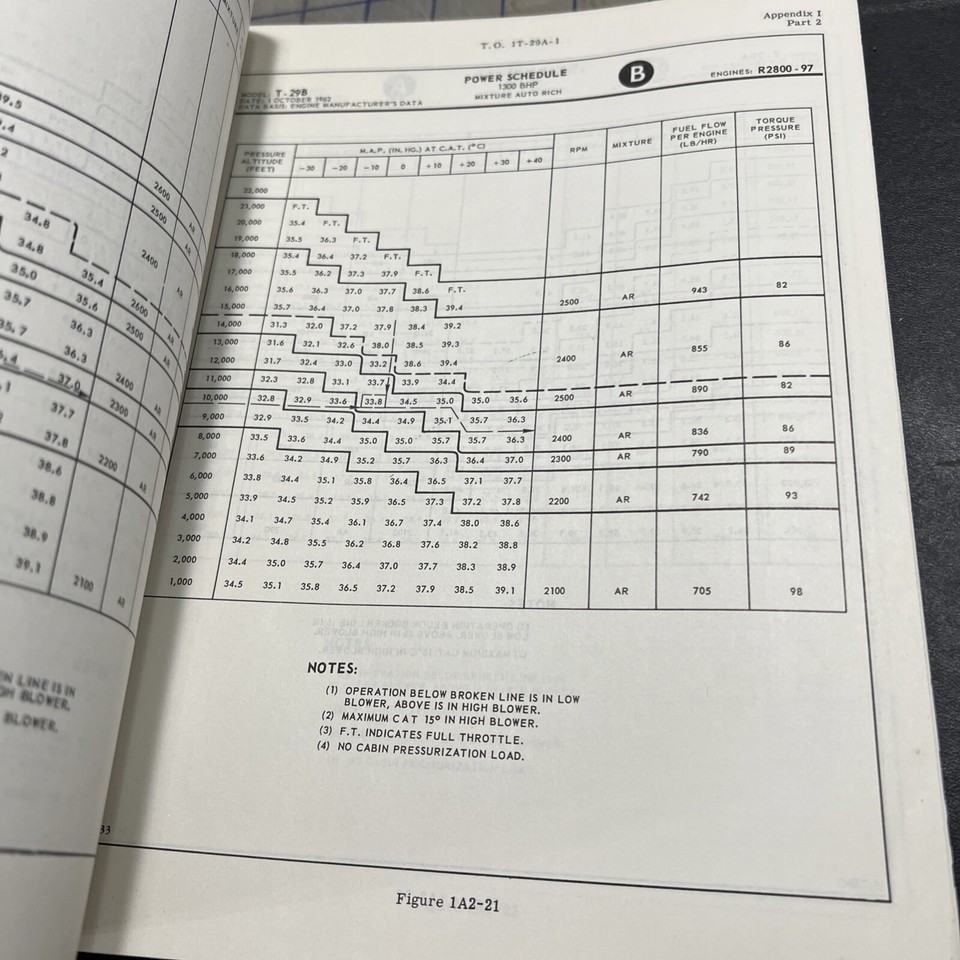 Appendix I
Part 2
T.O. 1T-29A-1
MODEL: T-29B
DATE: 1 OCTOBER 1962
DATA BASIS: ENGINE MANUFACTURER'S DATA
POWER SCHEDULE
1300 BHP
MIXTURE AUTO RICH
B
ENGINES: R2800-97
PRESSURE ALTITUDE (FEET) M.A.P. (IN. HG.) AT C.A.T. (°C) RPM MIXTURE FUEL FLOW PER ENGINE (LB/HR) TORQUE PRESSURE (PSI)
-30 -20 -10 0 +10 +20 +30 +40
22,000
21,000 F.T.
20,000 35.4 F.T.
19,000 35.5 36.3 F.T.
18,000 35.4 36.4 37.2 F.T.
17,000 35.5 36.2 37.3 37.9 F.T.
16,000 35.6 36.3 37.0 37.7 38.6 F.T. 2500 AR 943 82
15,000 35.7 36.4 37.0 37.8 38.3 39.4
14,000 31.3 32.0 37.2 37.9 38.4 39.2
13,000 31.6 32.1 32.6 38.0 38.5 39.3 2400 AR 855 86
12,000 31.7 32.4 33.0 33.2 38.6 39.4
11,000 32.3 32.8 33.1 33.7 33.9 34.4
10,000 32.8 32.9 33.6 33.8 34.5 35.0 35.0 35.6 2500 AR 890 82
9,000 32.9 33.5 34.2 34.4 34.9 35.1 35.7 36.3
8,000 33.5 33.6 34.4 35.0 35.0 35.7 35.7 36.3 2400 AR 836 86
7,000 33.6 34.2 34.9 35.2 35.7 36.3 36.4 37.0 2300 AR 790 89
6,000 33.8 34.4 35.1 35.8 36.4 36.5 37.1 37.7
5,000 33.9 34.5 35.2 35.9 36.5 37.3 37.2 37.8 2200 AR 742 93
4,000 34.1 34.7 35.4 36.1 36.7 37.4 38.0 38.6
3,000 34.2 34.8 35.5 36.2 36.8 37.6 38.2 38.8
2,000 34.4 35.0 35.7 36.4 37.0 37.7 38.3 38.9
1,000 34.5 35.1 35.8 36.5 37.2 37.9 38.5 39.1 2100 AR 705 98
NOTES:
(1) OPERATION BELOW BROKEN LINE IS IN LOW
BLOWER, ABOVE IS IN HIGH BLOWER.
(2) MAXIMUM CAT 15° IN HIGH BLOWER.
(3) F.T. INDICATES FULL THROTTLE.
(4) NO CABIN PRESSURIZATION LOAD.
Figure 1A2-21